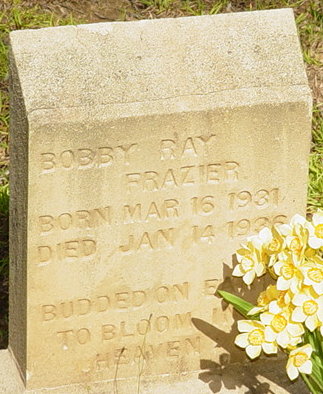 BOBBY RAY
FRAZIER
BORN MAR 16 1931
DIED JAN 14 1936
BUDDED ON
TO BLOOM
HEAVEN